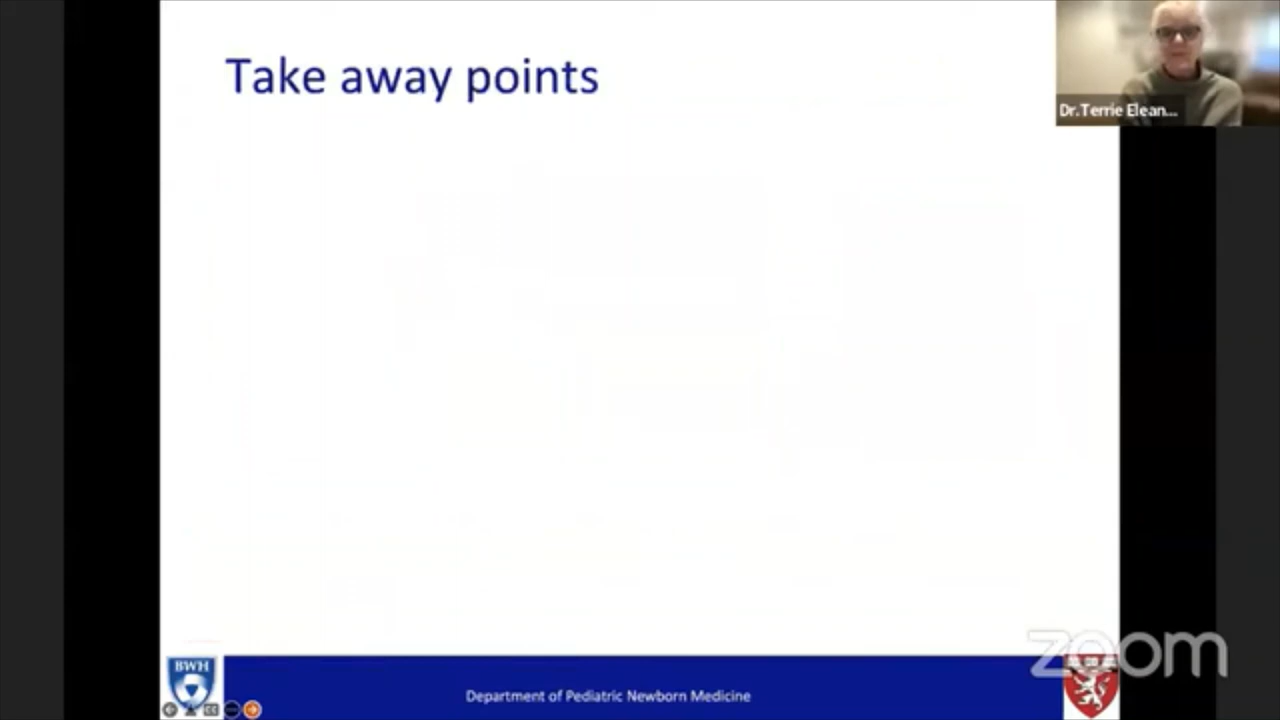 Take away points
Dr.Terrie Elean...
zoom
BWH
Department of Pediatric Newborn Medicine